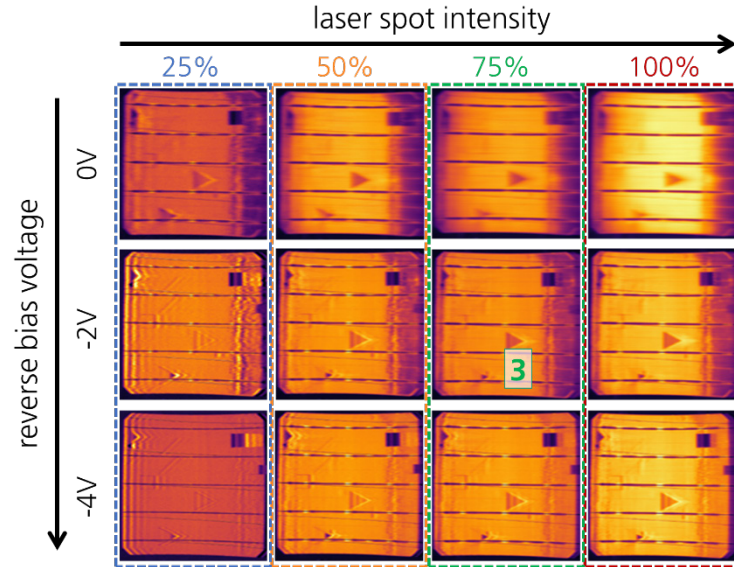 laser spot intensity
25% 50% 75% 100%
reverse bias voltage
0V
-2V
3
-4V